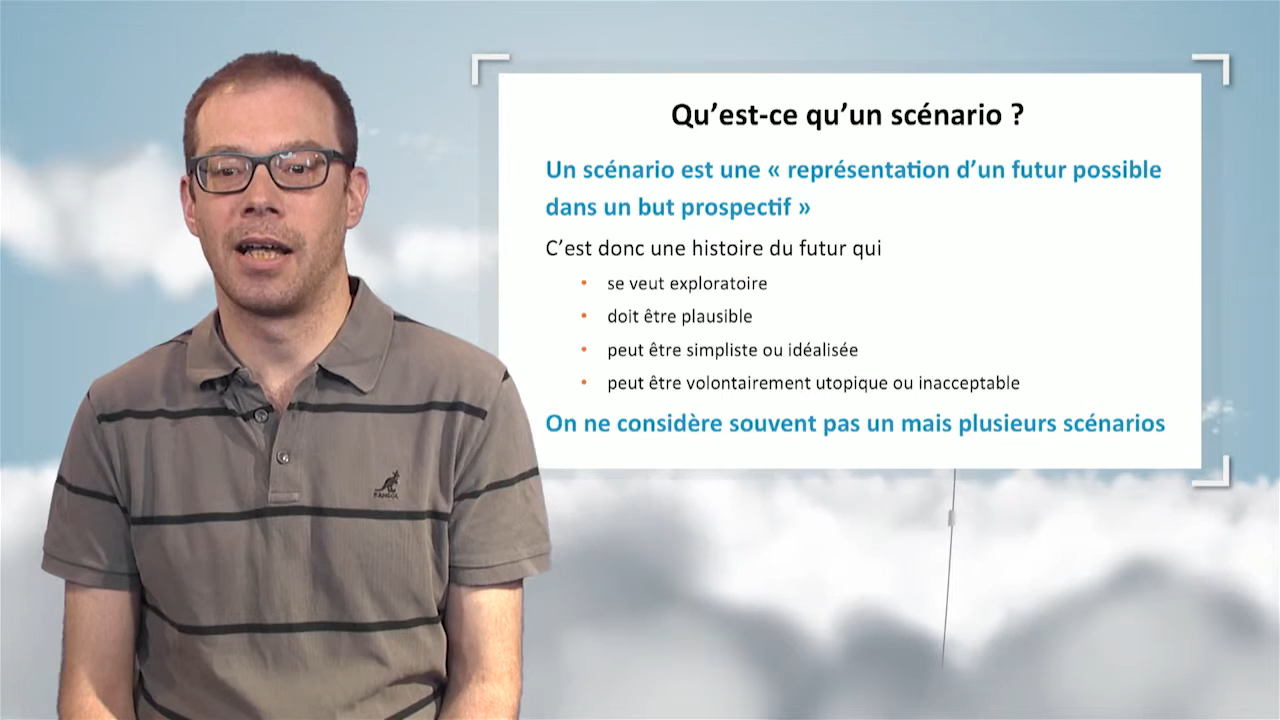 Qu'est-ce qu'un scénario ?
Un scénario est une « représentation d'un futur possible
dans un but prospectif »
C'est donc une histoire du futur qui
• se veut exploratoire
• doit être plausible
• peut être simpliste ou idéalisée
• peut être volontairement utopique ou inacceptable
On ne considère souvent pas un mais plusieurs scénarios
KANGOL